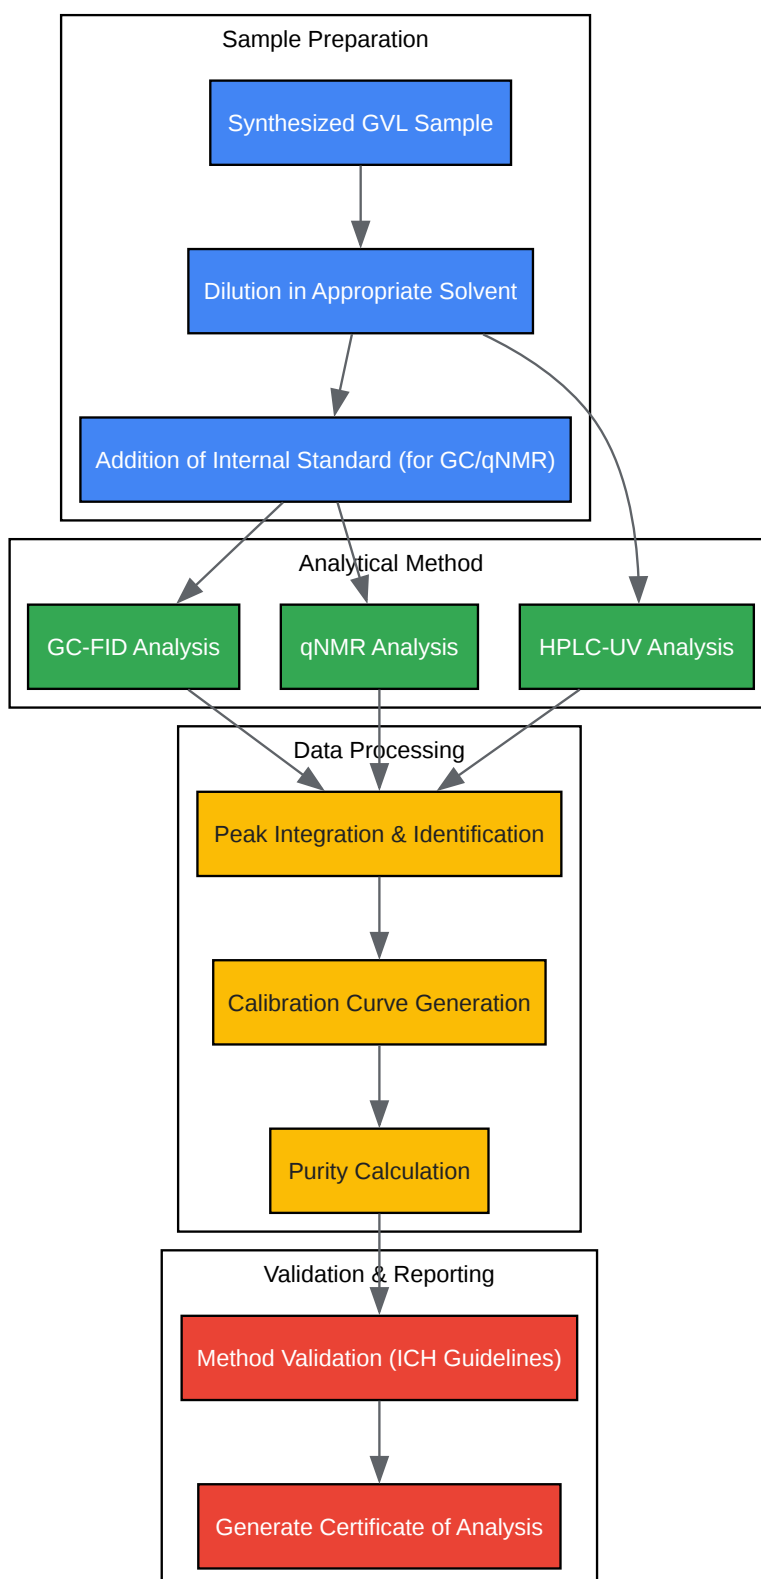 Sample Preparation
Synthesized GVL Sample
Dilution in Appropriate Solvent
Addition of Internal Standard (for GC/qNMR)
Analytical Method
GC-FID Analysis
qNMR Analysis
HPLC-UV Analysis
Data Processing
Peak Integration & Identification
Calibration Curve Generation
Purity Calculation
Validation & Reporting
Method Validation (ICH Guidelines)
Generate Certificate of Analysis